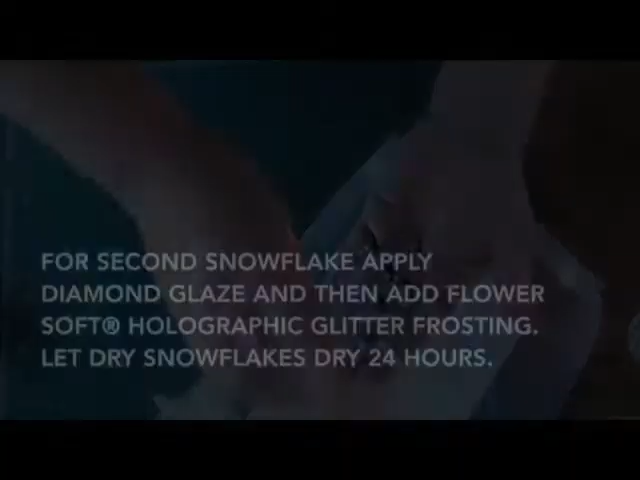 FOR SECOND SNOWFLAKE APPLY
DIAMOND GLAZE AND THEN ADD FLOWER
SOFT® HOLOGRAPHIC GLITTER FROSTING.
LET DRY SNOWFLAKES DRY 24 HOURS.